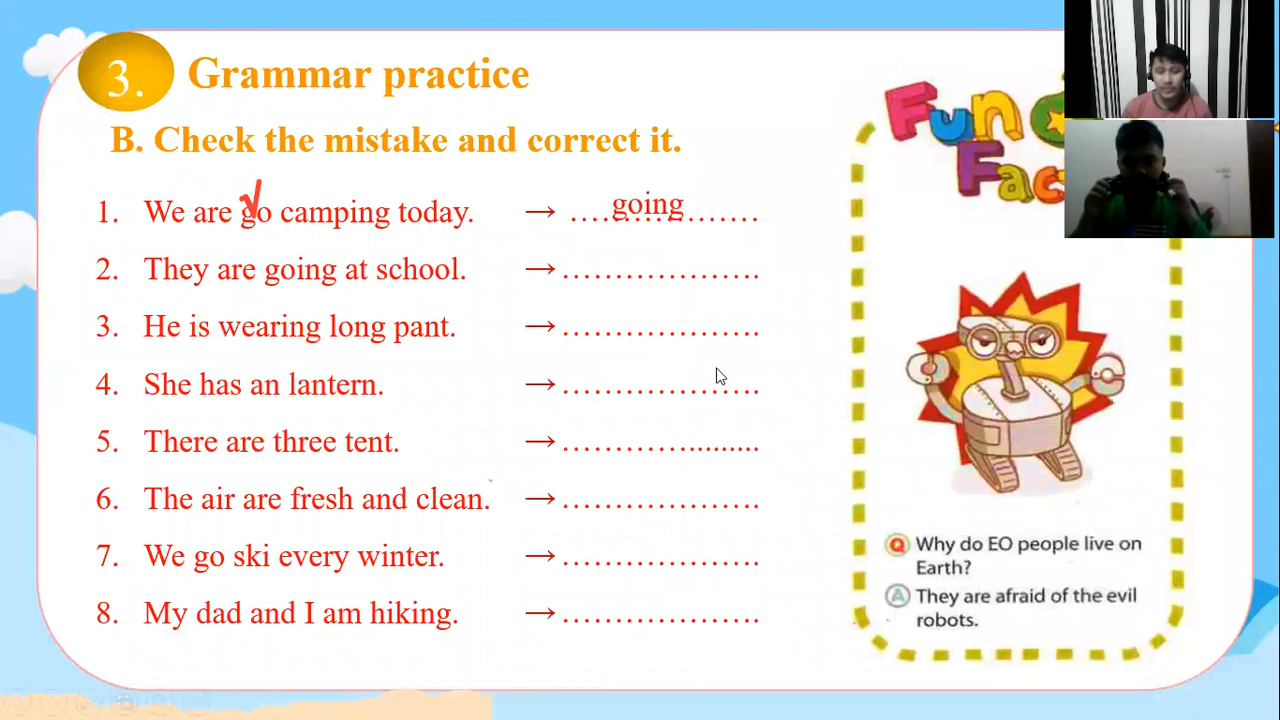 3. Grammar practice
B. Check the mistake and correct it.
1. We are go camping today. → ....going........
2. They are going at school. → ...................
3. He is wearing long pant. → ...................
4. She has an lantern. → ...................
5. There are three tent. → ...................
6. The air are fresh and clean. → ...................
7. We go ski every winter. → ...................
8. My dad and I am hiking. → ...................
Fun
Q Why do EO people live on
Earth?
A They are afraid of the evil
robots.